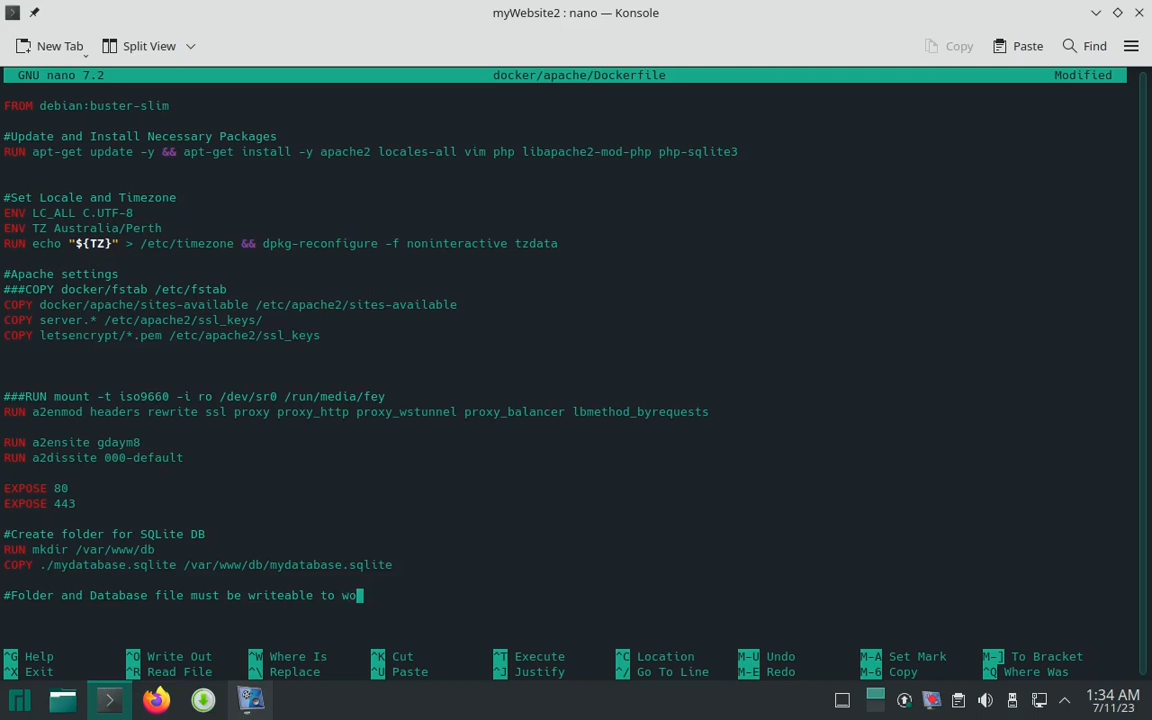 myWebsite2 : nano — Konsole
New Tab
Split View
Copy
Paste
Find
GNU nano 7.2 docker/apache/Dockerfile Modified
FROM debian:buster-slim
#Update and Install Necessary Packages
RUN apt-get update -y && apt-get install -y apache2 locales-all vim php libapache2-mod-php php-sqlite3
#Set Locale and Timezone
ENV LC_ALL C.UTF-8
ENV TZ Australia/Perth
RUN echo "${TZ}" > /etc/timezone && dpkg-reconfigure -f noninteractive tzdata
#Apache settings
###COPY docker/fstab /etc/fstab
COPY docker/apache/sites-available /etc/apache2/sites-available
COPY server.* /etc/apache2/ssl_keys/
COPY letsencrypt/*.pem /etc/apache2/ssl_keys
###RUN mount -t iso9660 -i ro /dev/sr0 /run/media/fey
RUN a2enmod headers rewrite ssl proxy proxy_http proxy_wstunnel proxy_balancer lbmethod_byrequests
RUN a2ensite gdaym8
RUN a2dissite 000-default
EXPOSE 80
EXPOSE 443
#Create folder for SQLite DB
RUN mkdir /var/www/db
COPY ./mydatabase.sqlite /var/www/db/mydatabase.sqlite
#Folder and Database file must be writeable to wo
^G Help ^O Write Out ^W Where Is ^K Cut ^T Execute ^C Location M-U Undo M-A Set Mark M-] To Bracket
^X Exit ^R Read File ^\ Replace ^U Paste ^J Justify ^/ Go To Line M-E Redo M-6 Copy ^Q Where Was
1:34 AM
7/11/23